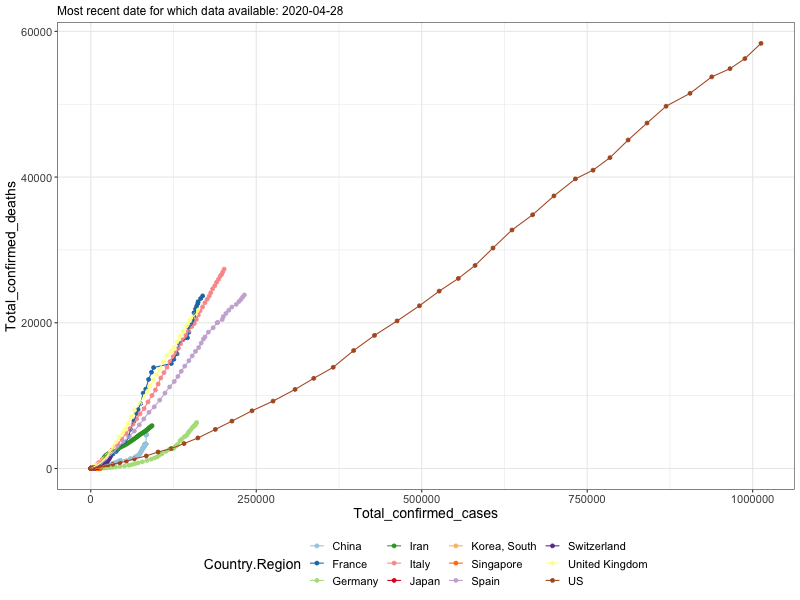 Most recent date for which data available: 2020-04-28
Total_confirmed_deaths
60000
40000
20000
0
0 250000 500000 750000 1000000
Total_confirmed_cases
Country.Region
China Iran Korea, South Switzerland
France Italy Singapore United Kingdom
Germany Japan Spain US